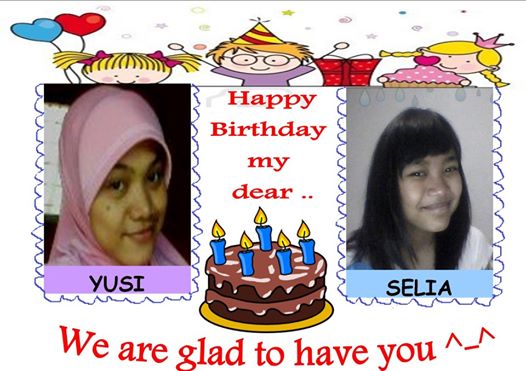 Happy
Birthday
my
dear ..
YUSI
SELIA
We are glad to have you ^-^